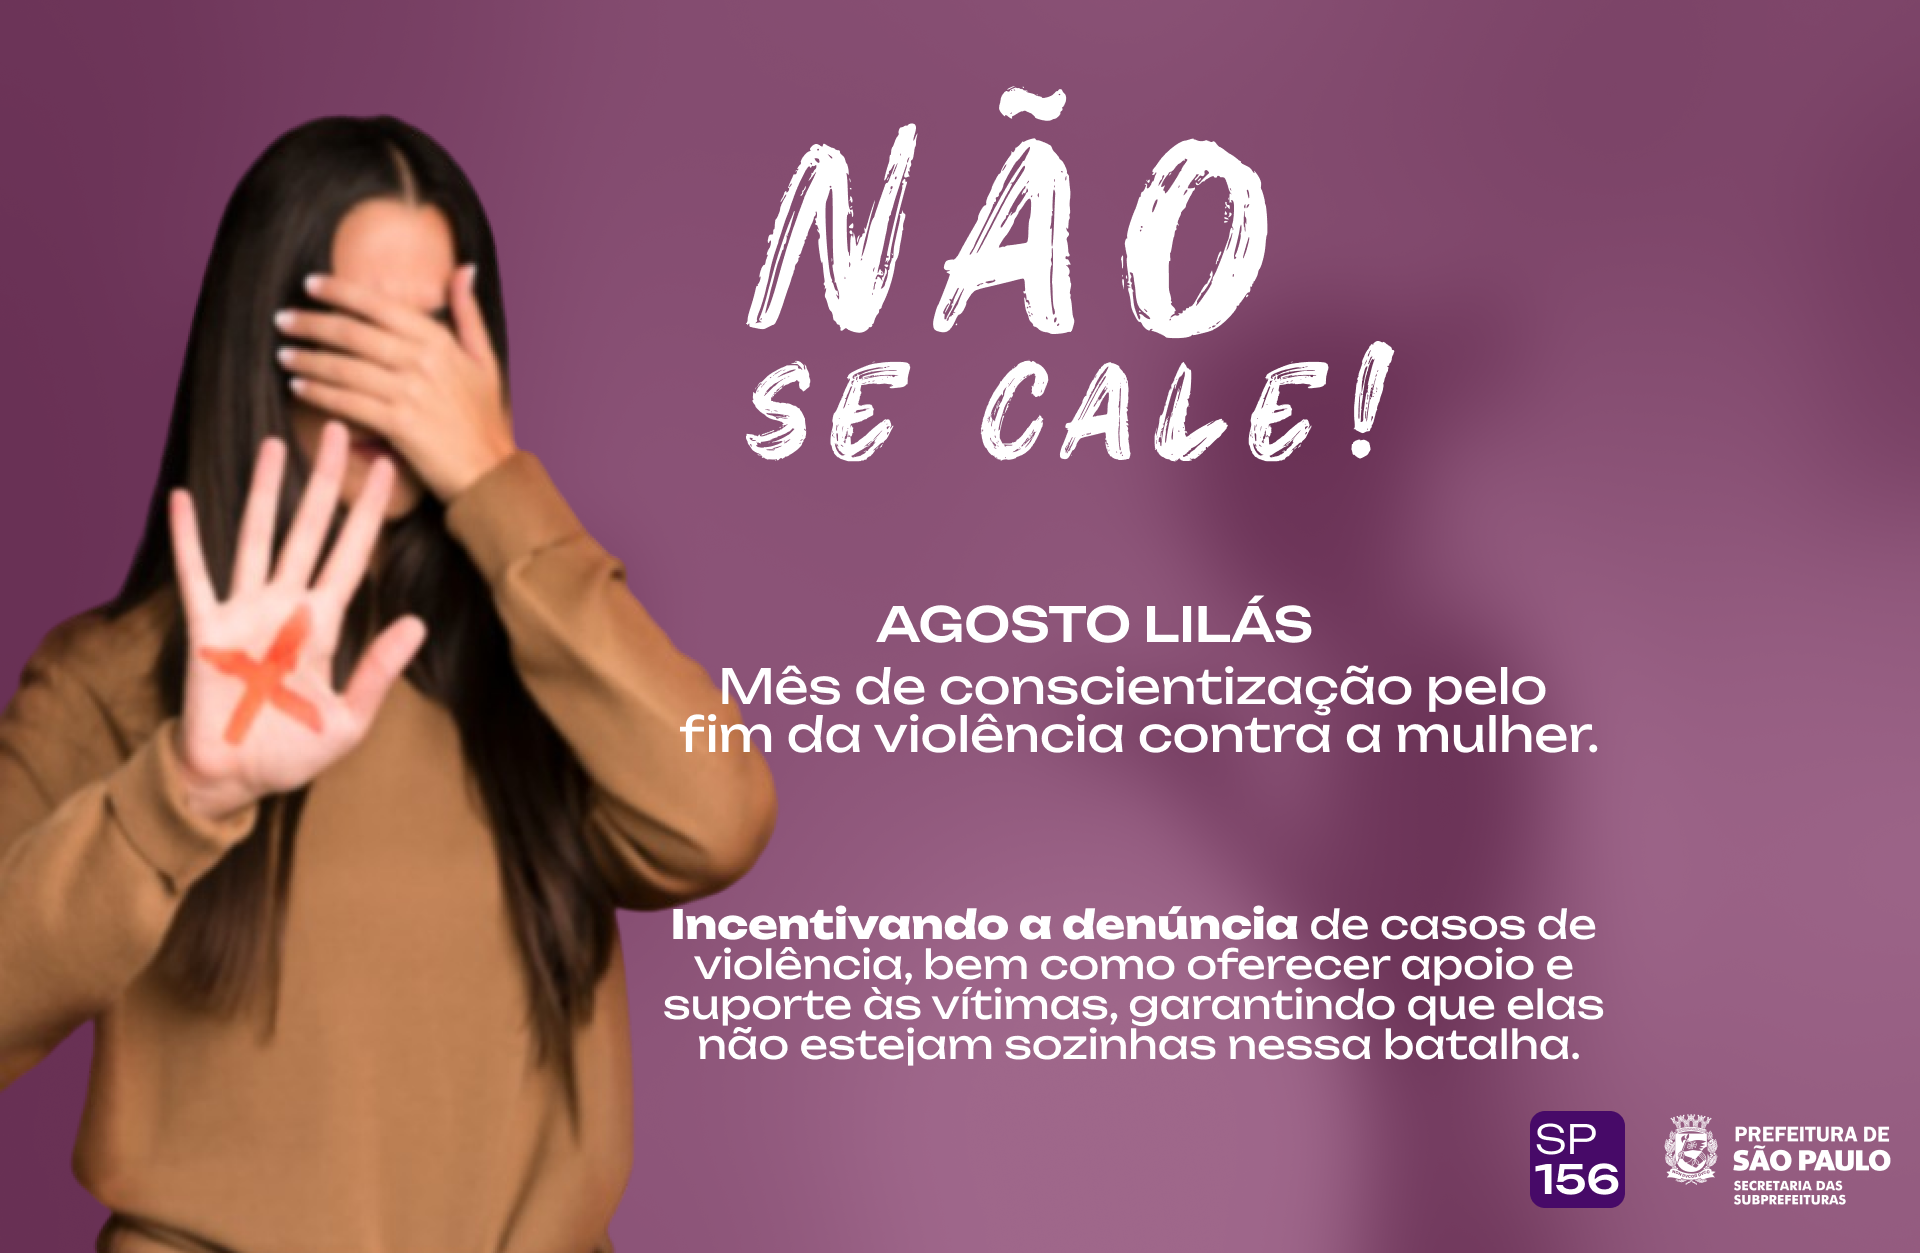 NÃO
SE CALE!
AGOSTO LILÁS
Mês de conscientização pelo
fim da violência contra a mulher.
Incentivando a denúncia de casos de
violência, bem como oferecer apoio e
suporte às vítimas, garantindo que elas
não estejam sozinhas nessa batalha.
SP
156
PREFEITURA DE
SÃO PAULO
SECRETARIA DAS
SUBPREFEITURAS